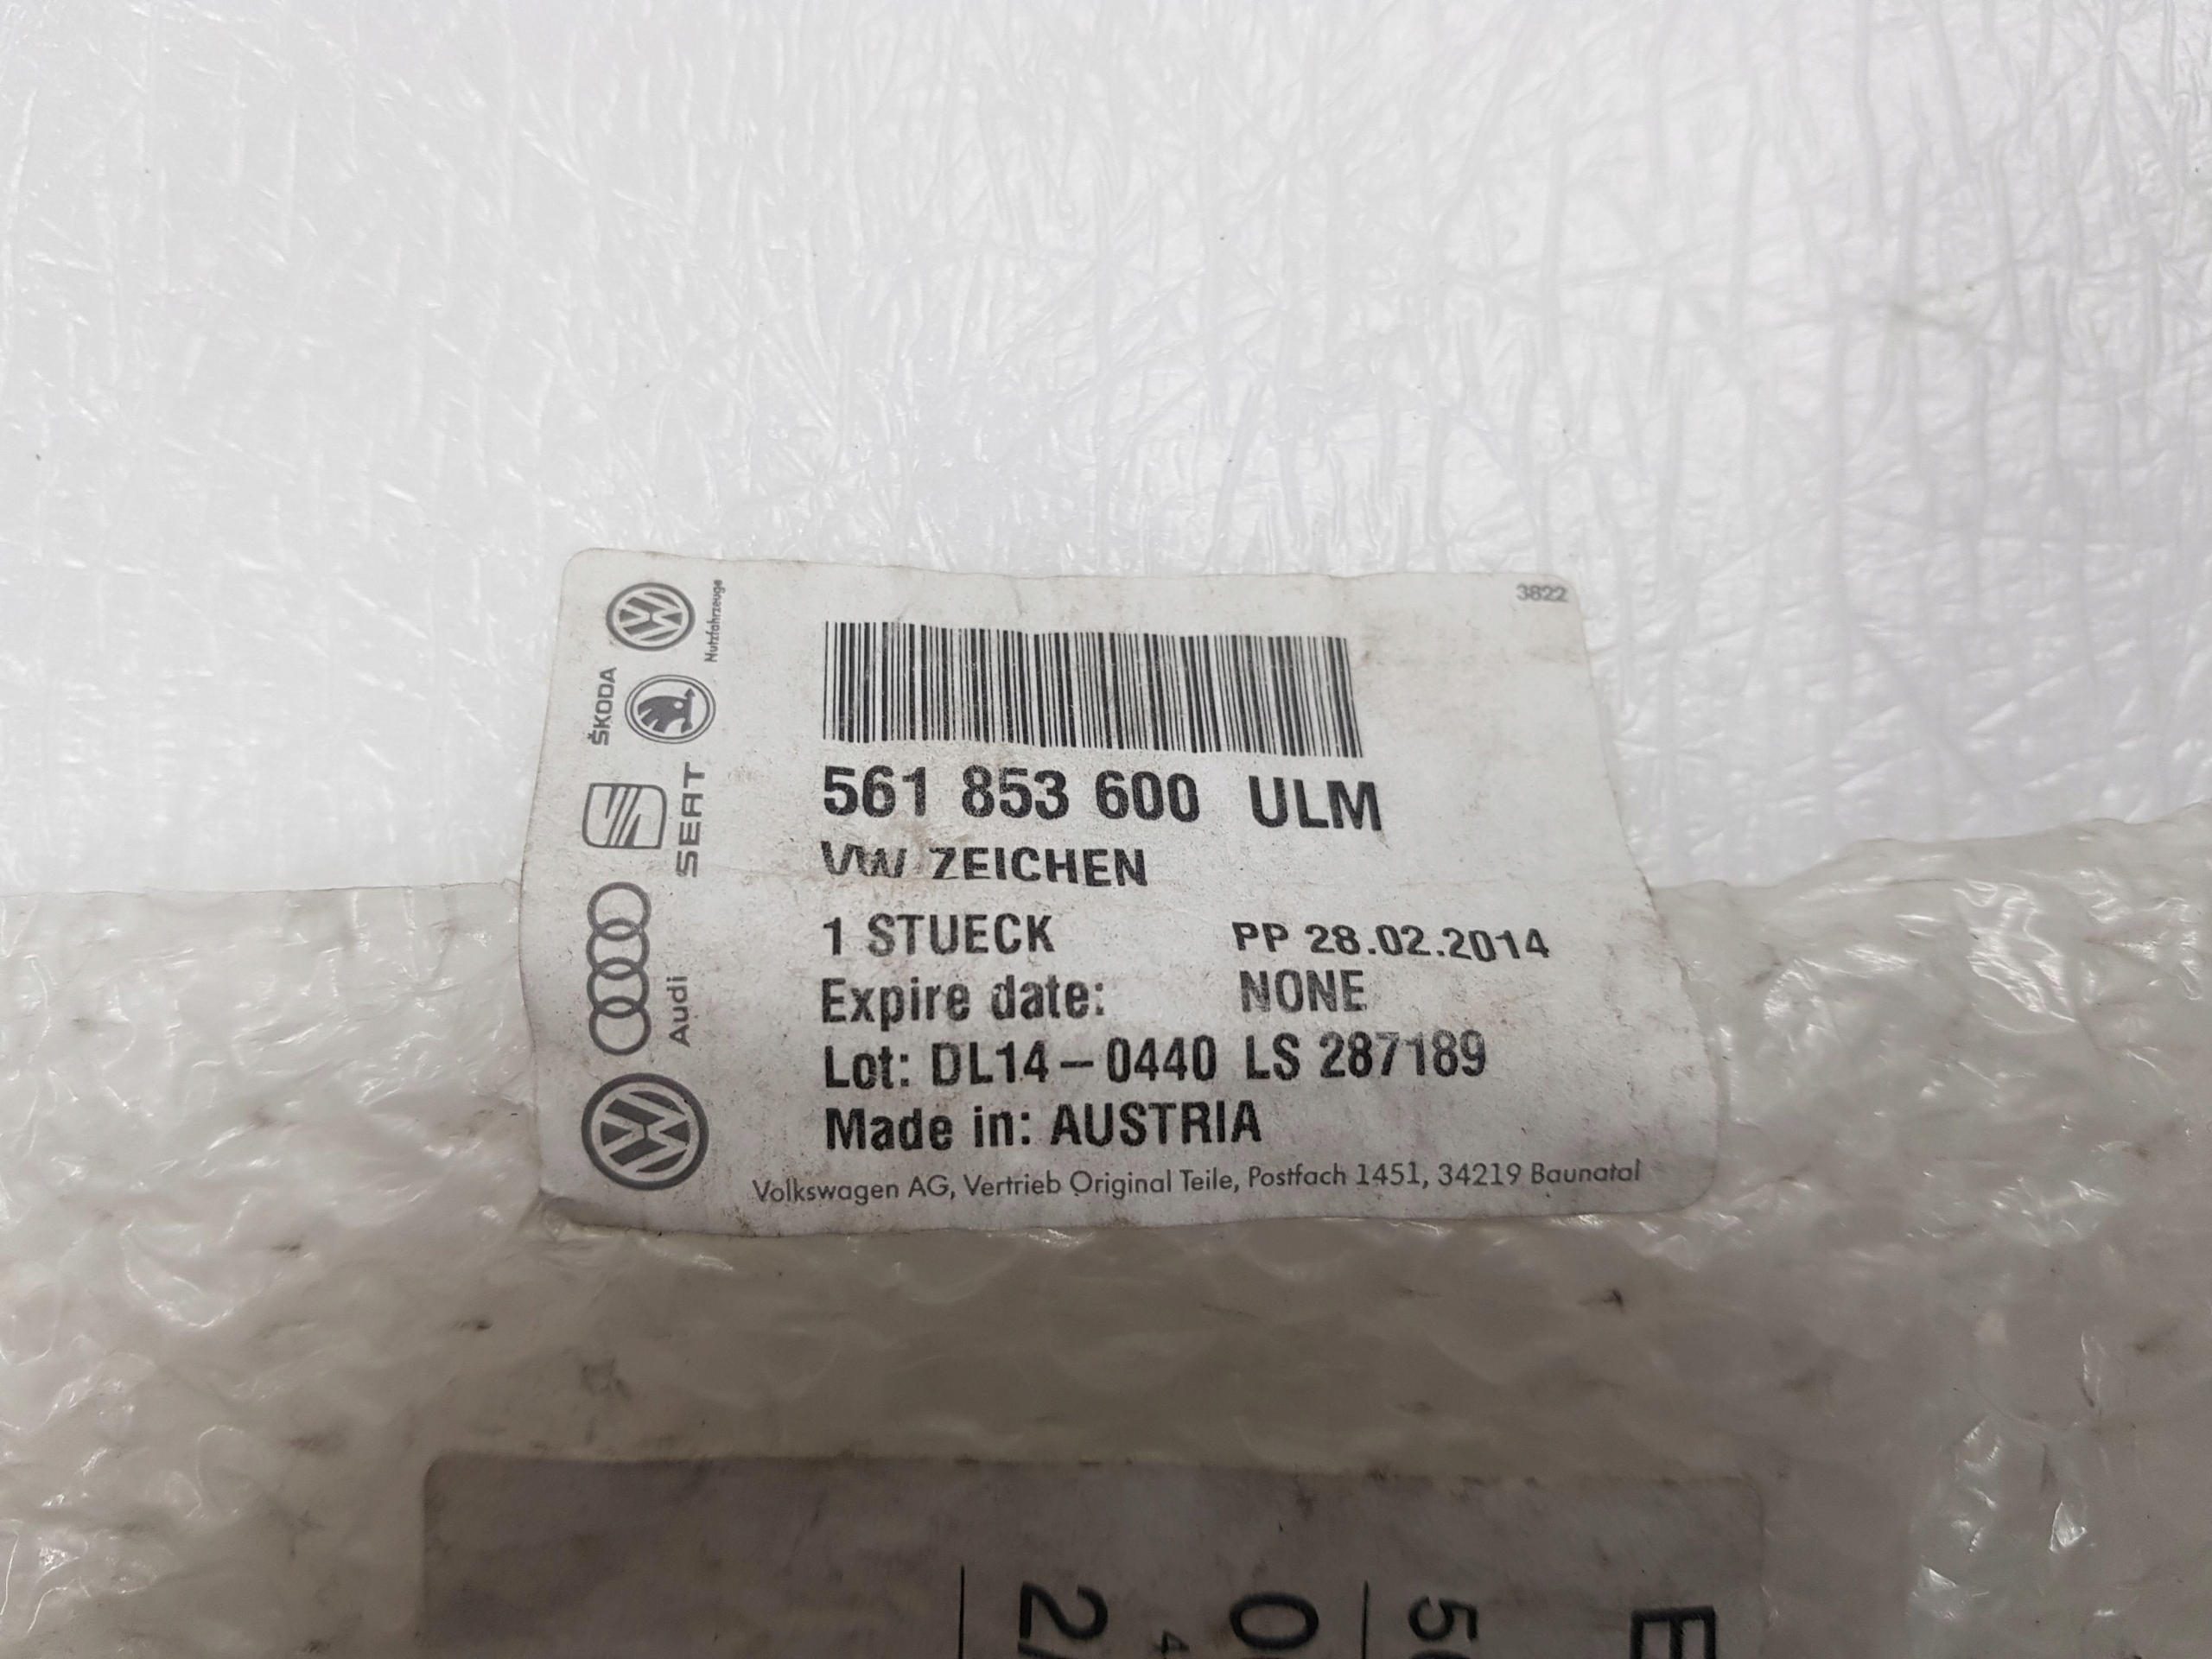 3822
Nutzfahrzeuge
ŠKODA
SEAT
Audi
561 853 600 ULM
VW ZEICHEN
1 STUECK PP 28.02.2014
Expire date: NONE
Lot: DL14-0440 LS 287189
Made in: AUSTRIA
Volkswagen AG, Vertrieb Original Teile, Postfach 1451, 34219 Baunatal